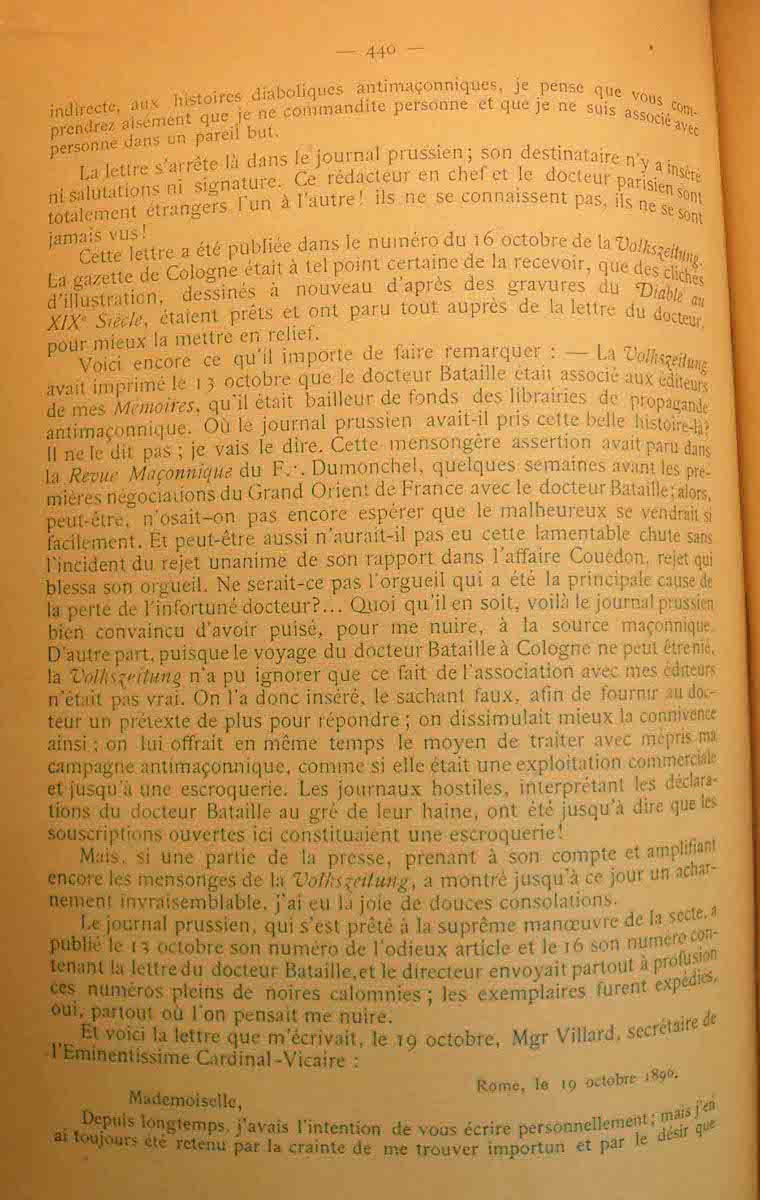 — 440 —
indirecte, aux histoires diaboliques antimaçonniques, je pense que vous com-
prendrez aisément que je ne commandite personne et que je ne suis associé avec
personne dans un pareil but.
La lettre s'arrête là dans le journal prussien; son destinataire n'y a inséré
ni salutations ni signature. Ce rédacteur en chef et le docteur parisien sont
totalement étrangers l'un à l'autre! ils ne se connaissent pas, ils ne se sont
jamais vus!
Cette lettre a été publiée dans le numéro du 16 octobre de la Volkszeitung.
La gazette de Cologne était à tel point certaine de la recevoir, que des clichés
d'illustration, dessinés à nouveau d'après des gravures du Diable au
XIXe Siècle, étaient prêts et ont paru tout auprès de la lettre du docteur,
pour mieux la mettre en relief.
Voici encore ce qu'il importe de faire remarquer : — La Volkszeitung
avait imprimé le 13 octobre que le docteur Bataille était associé aux éditeurs
de mes Mémoires, qu'il était bailleur de fonds des librairies de propagande
antimaçonnique. Où le journal prussien avait-il pris cette belle histoire-là?
Il ne le dit pas ; je vais le dire. Cette mensongère assertion avait paru dans
la Revue Maçonnique du F∴ Dumonchel, quelques semaines avant les pre-
mières négociations du Grand Orient de France avec le docteur Bataille; alors,
peut-être, n'osait-on pas encore espérer que le malheureux se vendrait si
facilement. Et peut-être aussi n'aurait-il pas eu cette lamentable chute sans
l'incident du rejet unanime de son rapport dans l'affaire Couédon, rejet qui
blessa son orgueil. Ne serait-ce pas l'orgueil qui a été la principale cause de
la perte de l'infortuné docteur?... Quoi qu'il en soit, voilà le journal prussien
bien convaincu d'avoir puisé, pour me nuire, à la source maçonnique.
D'autre part, puisque le voyage du docteur Bataille à Cologne ne peut être nié,
la Volkszeitung n'a pu ignorer que ce fait de l'association avec mes éditeurs
n'était pas vrai. On l'a donc inséré, le sachant faux, afin de fournir au doc-
teur un prétexte de plus pour répondre ; on dissimulait mieux la connivence
ainsi ; on lui offrait en même temps le moyen de traiter avec mépris ma
campagne antimaçonnique, comme si elle était une exploitation commerciale
et jusqu'à une escroquerie. Les journaux hostiles, interprétant les déclara-
tions du docteur Bataille au gré de leur haine, ont été jusqu'à dire que les
souscriptions ouvertes ici constituaient une escroquerie!
Mais, si une partie de la presse, prenant à son compte et amplifiant
encore les mensonges de la Volkszeitung, a montré jusqu'à ce jour un achar-
nement invraisemblable, j'ai eu la joie de douces consolations.
Le journal prussien, qui s'est prêté à la suprême manœuvre de la secte, a
publié le 13 octobre son numéro de l'odieux article et le 16 son numéro con-
tenant la lettre du docteur Bataille, et le directeur envoyait partout à profusion
ces numéros pleins de noires calomnies ; les exemplaires furent expédiés,
oui, partout où l'on pensait me nuire.
Et voici la lettre que m'écrivait, le 19 octobre, Mgr Villard, secrétaire de
l'Eminentissime Cardinal-Vicaire :
Rome, le 19 octobre 1896.
Mademoiselle,
Depuis longtemps, j'avais l'intention de vous écrire personnellement ; mais j'en
ai toujours été retenu par la crainte de me trouver importun et par le désir que